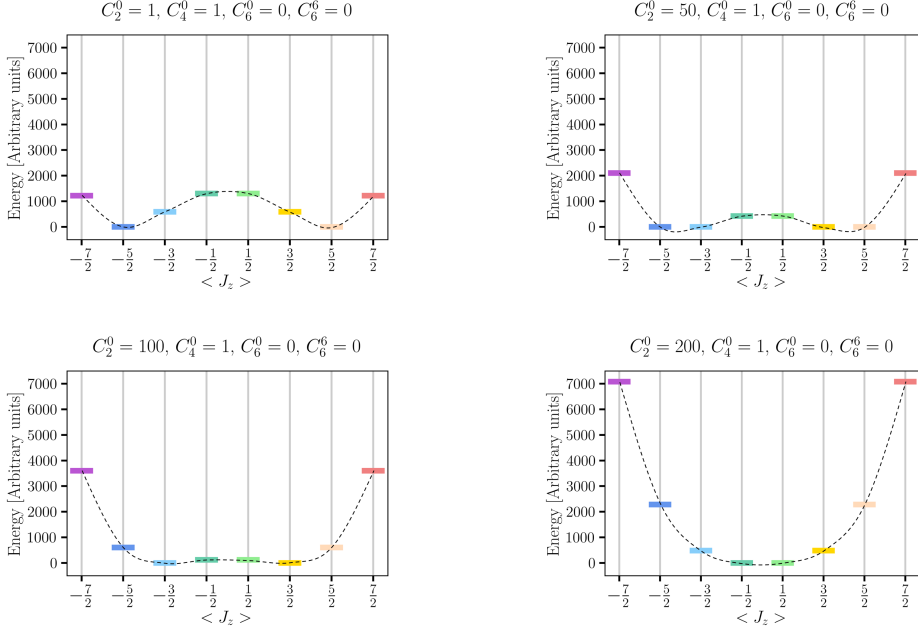 C_2^0 = 1, C_4^0 = 1, C_6^0 = 0, C_6^6 = 0
Energy [Arbitrary units]
7000
6000
5000
4000
3000
2000
1000
0
−7/2 −5/2 −3/2 −1/2 1/2 3/2 5/2 7/2
< J_z >
C_2^0 = 50, C_4^0 = 1, C_6^0 = 0, C_6^6 = 0
Energy [Arbitrary units]
7000
6000
5000
4000
3000
2000
1000
0
−7/2 −5/2 −3/2 −1/2 1/2 3/2 5/2 7/2
< J_z >
C_2^0 = 100, C_4^0 = 1, C_6^0 = 0, C_6^6 = 0
Energy [Arbitrary units]
7000
6000
5000
4000
3000
2000
1000
0
−7/2 −5/2 −3/2 −1/2 1/2 3/2 5/2 7/2
< J_z >
C_2^0 = 200, C_4^0 = 1, C_6^0 = 0, C_6^6 = 0
Energy [Arbitrary units]
7000
6000
5000
4000
3000
2000
1000
0
−7/2 −5/2 −3/2 −1/2 1/2 3/2 5/2 7/2
< J_z >